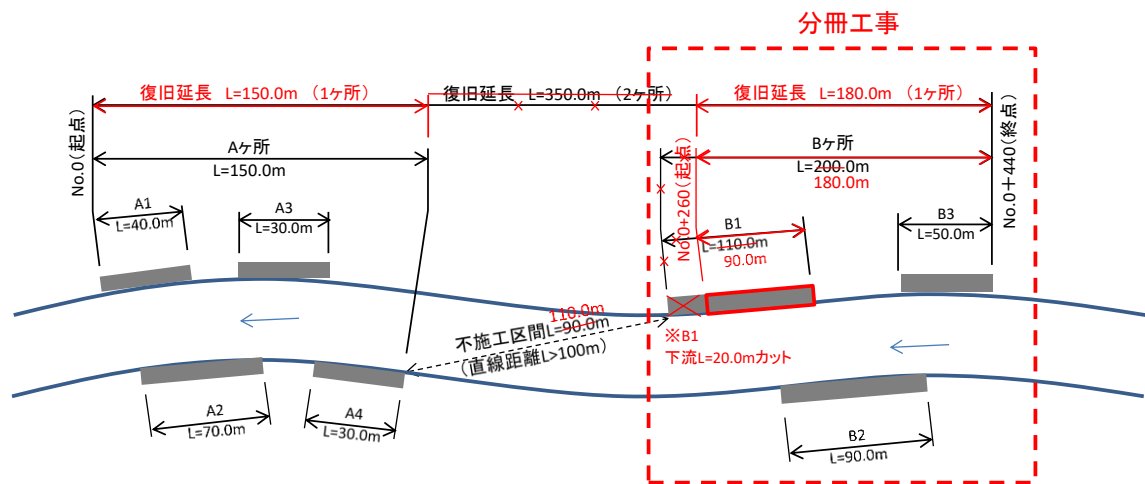 分冊工事
復旧延長 L=150.0m （1ヶ所）
復旧延長 L=350.0m （2ヶ所）
復旧延長 L=180.0m （1ヶ所）
No.0（起点）
Aヶ所
L=150.0m
No.0+260（起点）
Bヶ所
L=200.0m
180.0m
No.0＋440（終点）
A1
L=40.0m
A3
L=30.0m
B1
L=110.0m
90.0m
B3
L=50.0m
110.0m
不施工区間L=90.0m
（直線距離L>100m）
※B1
下流L=20.0mカット
A2
L=70.0m
A4
L=30.0m
B2
L=90.0m